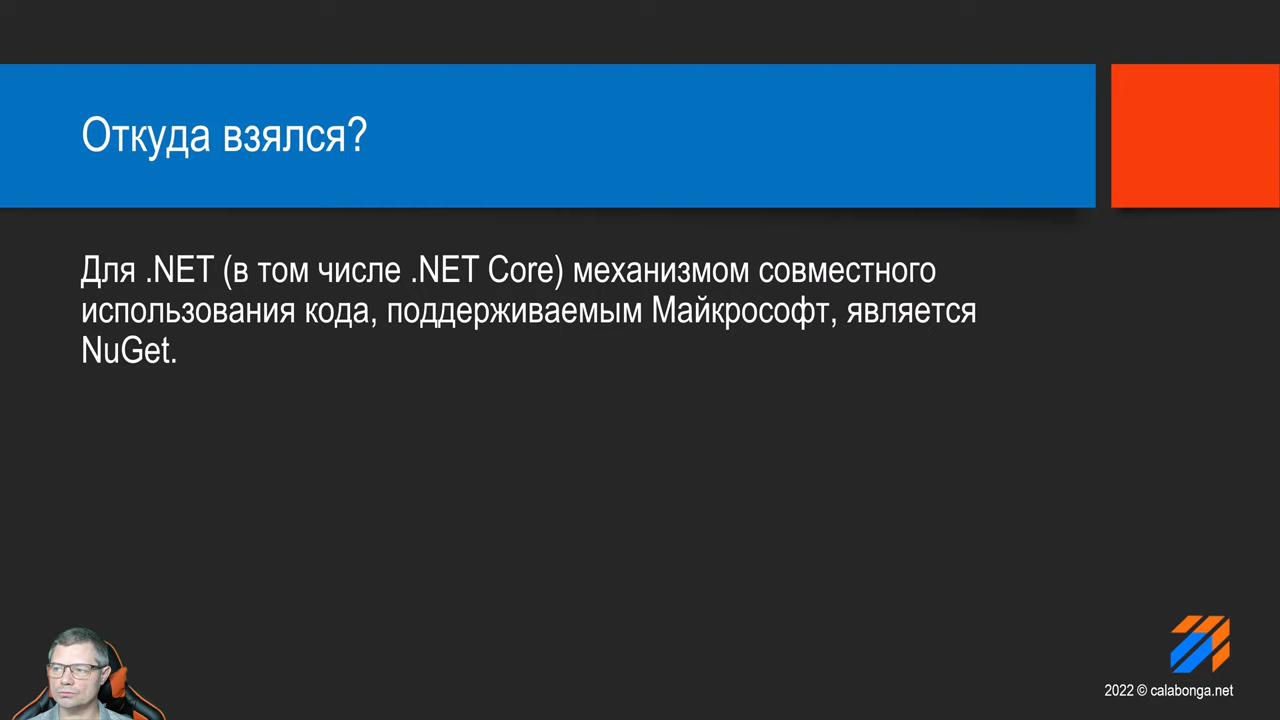 Откуда взялся?
Для .NET (в том числе .NET Core) механизмом совместного
использования кода, поддерживаемым Майкрософт, является
NuGet.
2022 © calabonga.net